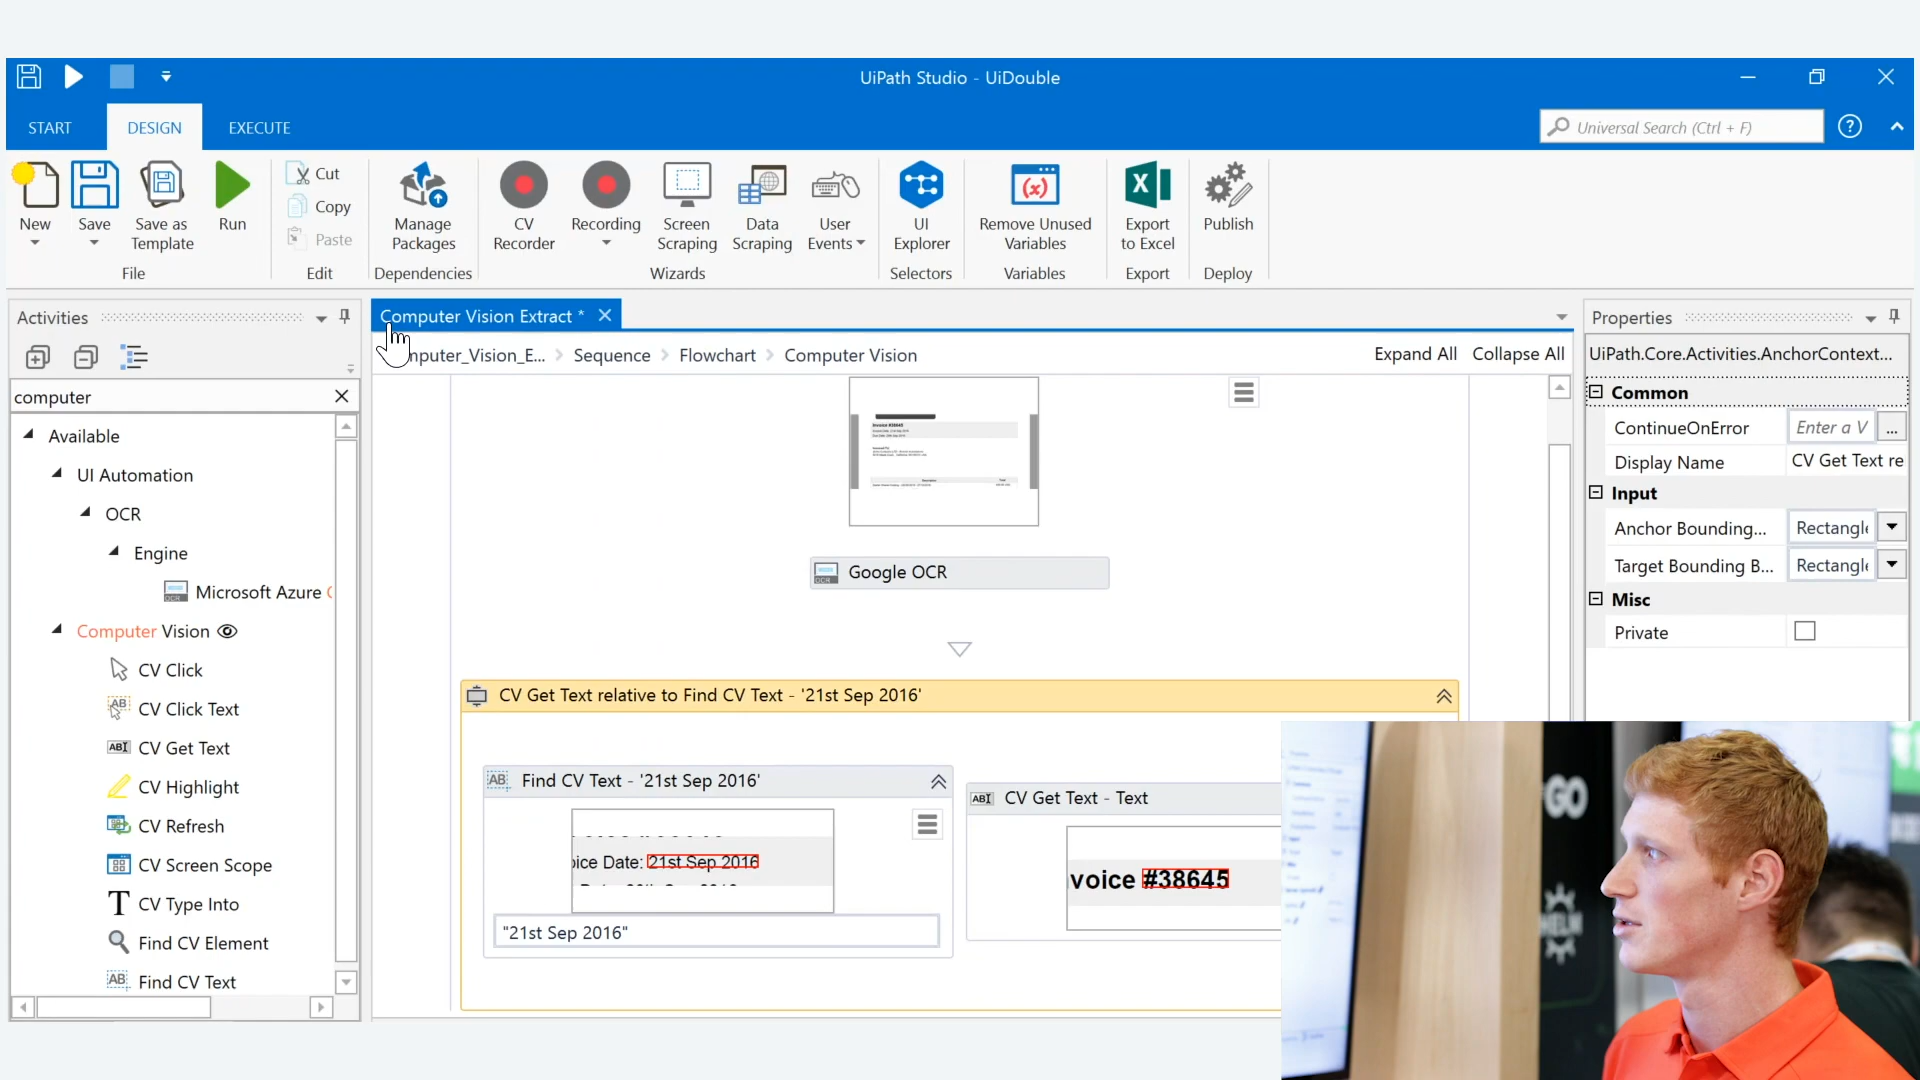 UiPath Studio - UiDouble
START
DESIGN
EXECUTE
Universal Search (Ctrl + F)
New
Save
Save as
Template
Run
File
Cut
Copy
Paste
Edit
Manage
Packages
Dependencies
CV
Recorder
Recording
Screen
Scraping
Data
Scraping
User
Events
Wizards
UI
Explorer
Selectors
Remove Unused
Variables
Variables
Export
to Excel
Export
Publish
Deploy
Activities
Computer Vision Extract *
Properties
mputer_Vision_E... > Sequence > Flowchart > Computer Vision
Expand All
Collapse All
UiPath.Core.Activities.AnchorContext...
computer
Available
UI Automation
OCR
Engine
Microsoft Azure
Computer Vision
CV Click
CV Click Text
CV Get Text
CV Highlight
CV Refresh
CV Screen Scope
CV Type Into
Find CV Element
Find CV Text
Invoice #38645
Google OCR
CV Get Text relative to Find CV Text - '21st Sep 2016'
Find CV Text - '21st Sep 2016'
oice Date: 21st Sep 2016
"21st Sep 2016"
CV Get Text - Text
voice #38645
Common
ContinueOnError
Enter a V
...
Display Name
CV Get Text re
Input
Anchor Bounding...
Rectangle
Target Bounding B...
Rectangle
Misc
Private
GO
HELM